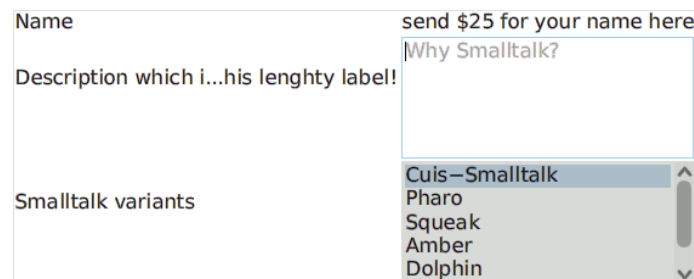 Name
send $25 for your name here
Description which i...his lenghty label!
Why Smalltalk?
Smalltalk variants
Cuis−Smalltalk
Pharo
Squeak
Amber
Dolphin